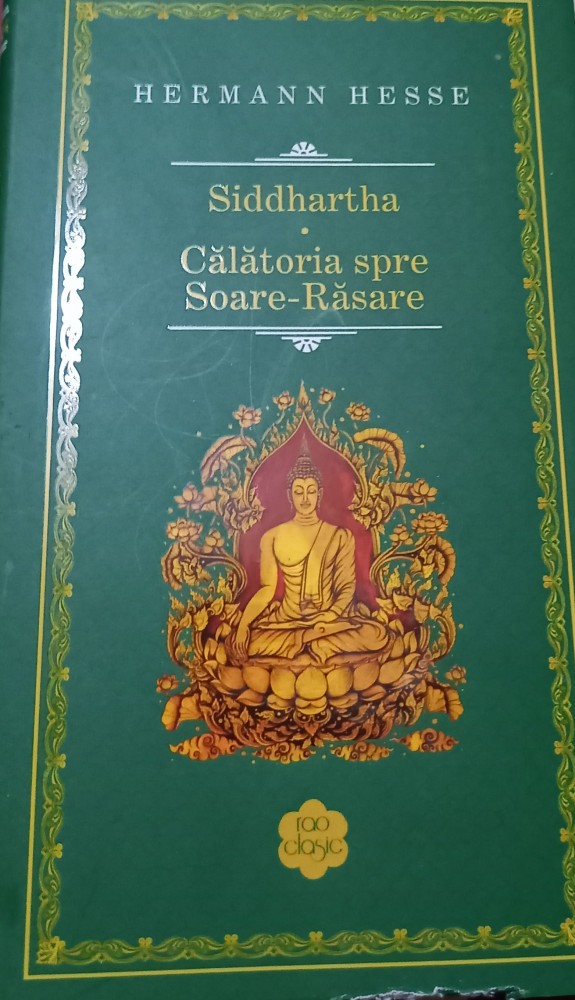 HERMANN HESSE
Siddhartha
•
Călătoria spre
Soare-Răsare
rao
clasic